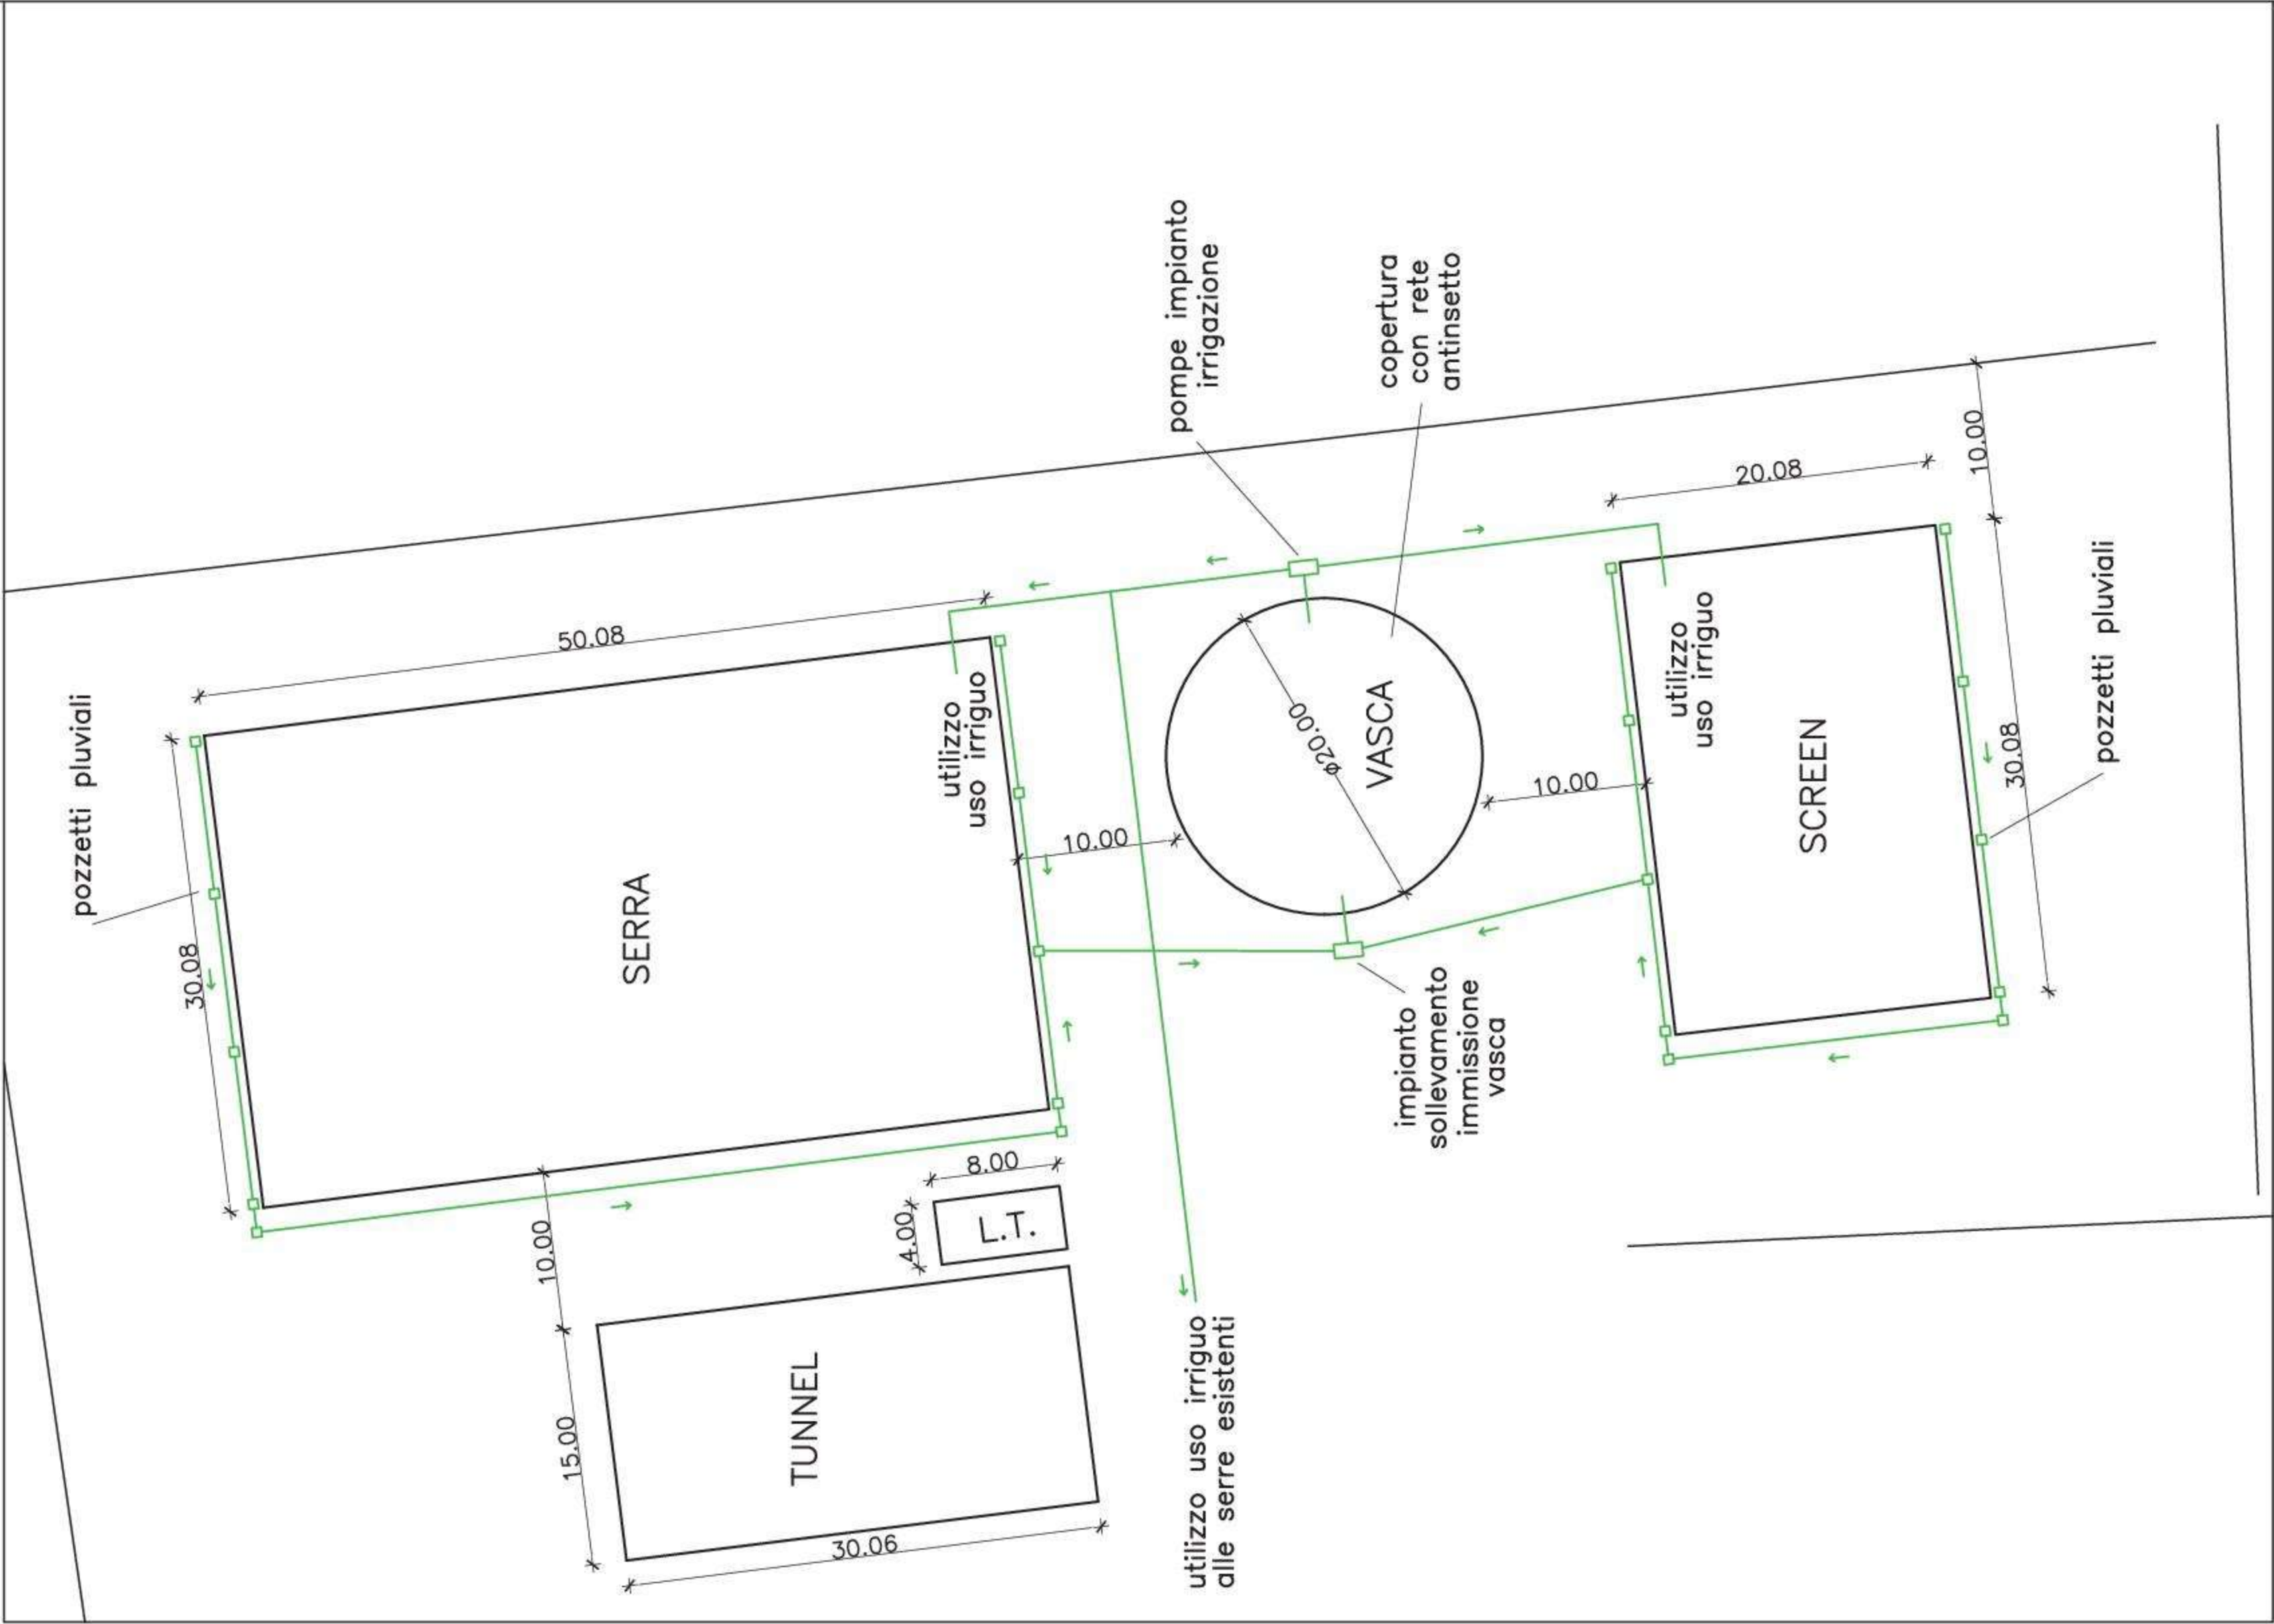 pozzetti pluviali
30.08
50.08
SERRA
utilizzo
uso irriguo
10.00
15.00
TUNNEL
30.06
4.00
8.00
L.T.
10.00
utilizzo uso irriguo
alle serre esistenti
pompe impianto
irrigazione
copertura
con rete
antinsetto
ϕ20.00
VASCA
10.00
impianto
sollevamento
immissione
vasca
utilizzo
uso irriguo
20.08
10.00
SCREEN
30.08
pozzetti pluviali